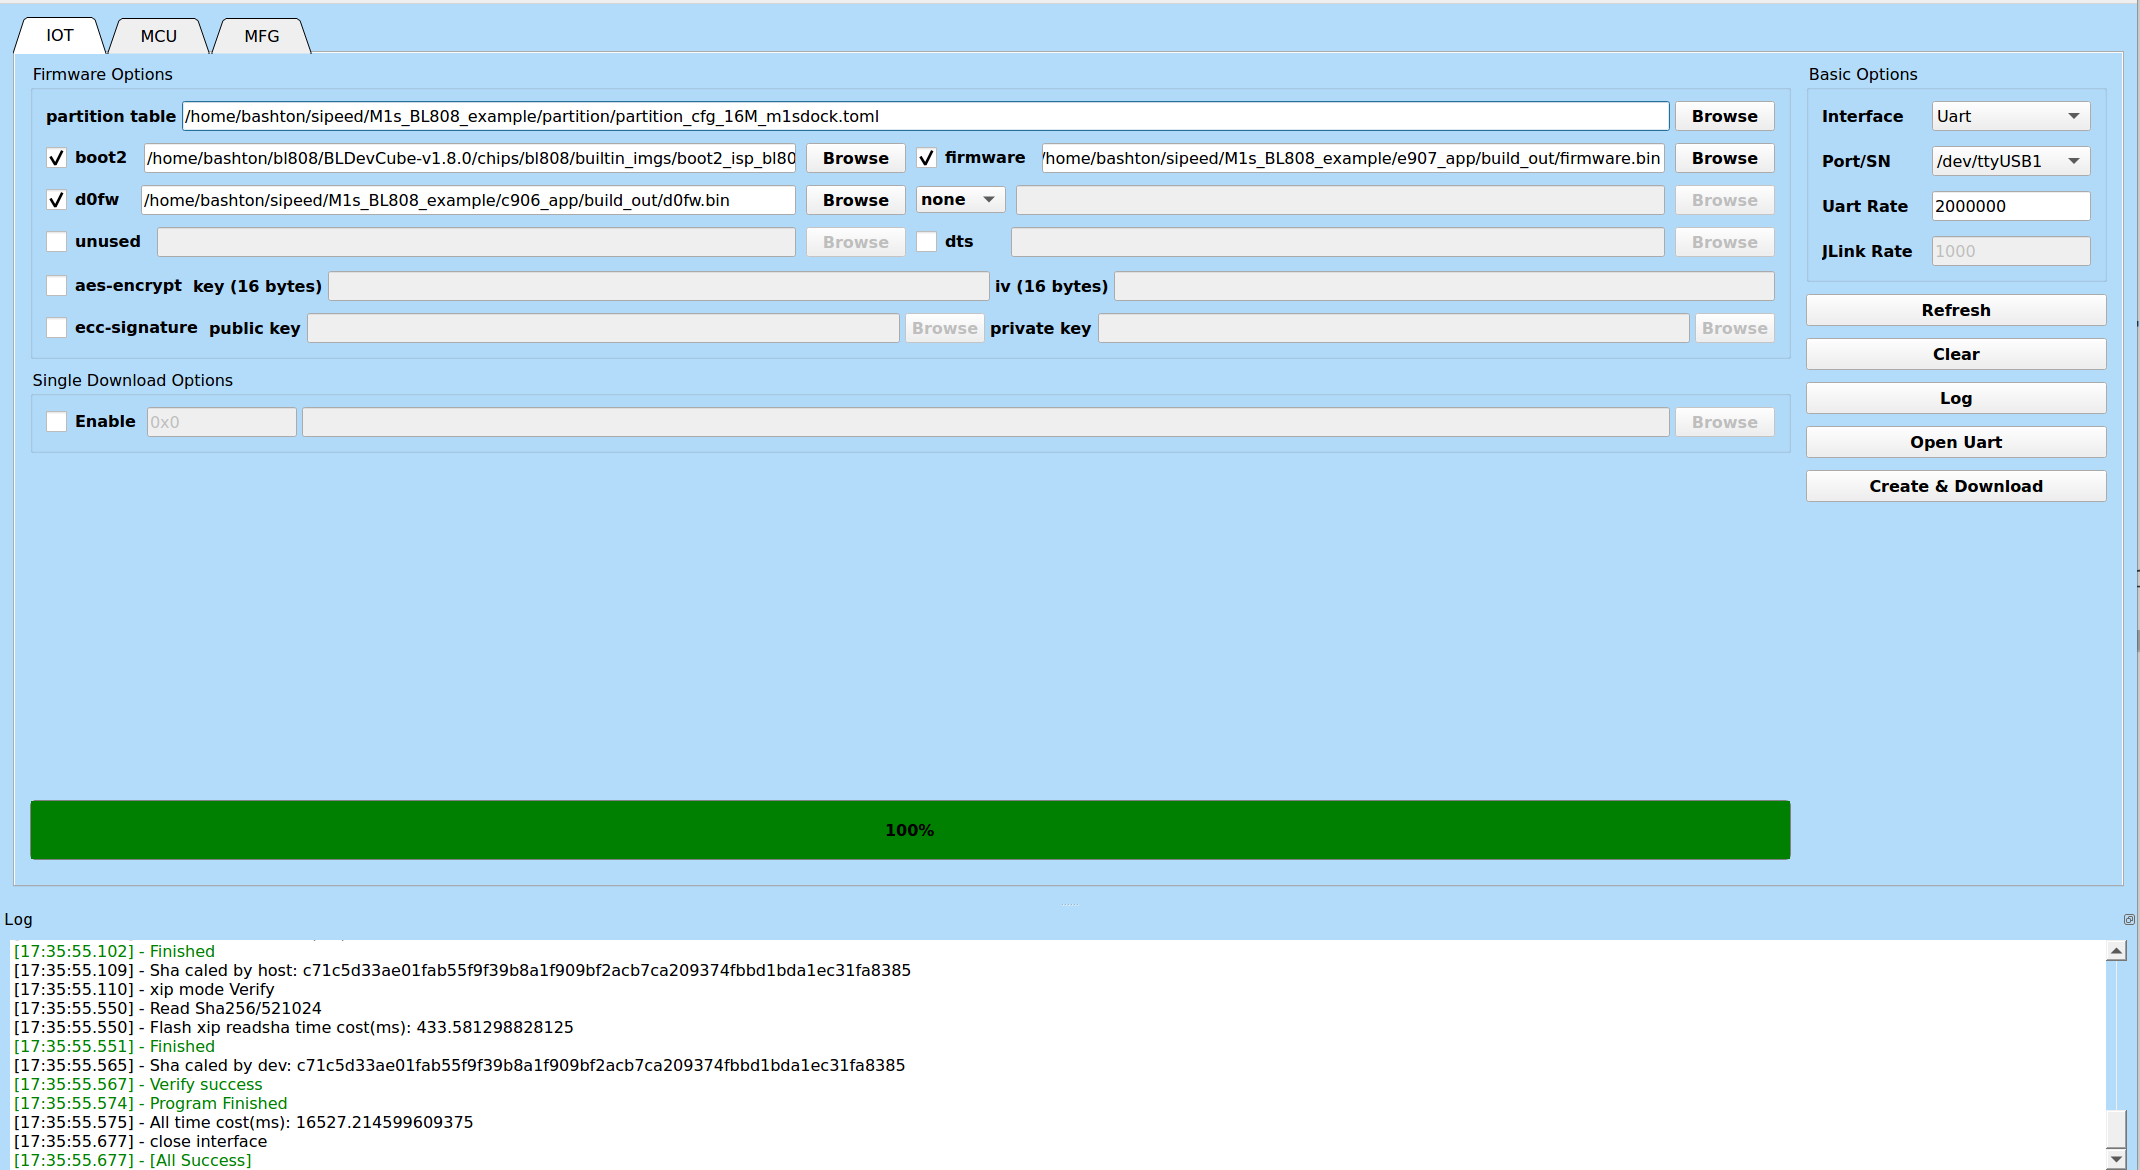 IOT MCU MFG
Firmware Options
partition table /home/bashton/sipeed/M1s_BL808_example/partition/partition_cfg_16M_m1sdock.toml Browse
boot2 /home/bashton/bl808/BLDevCube-v1.8.0/chips/bl808/builtin_imgs/boot2_isp_bl80 Browse firmware /home/bashton/sipeed/M1s_BL808_example/e907_app/build_out/firmware.bin Browse
d0fw /home/bashton/sipeed/M1s_BL808_example/c906_app/build_out/d0fw.bin Browse none Browse
unused Browse dts Browse
aes-encrypt key (16 bytes) iv (16 bytes)
ecc-signature public key Browse private key Browse
Single Download Options
Enable 0x0 Browse
100%
Basic Options
Interface Uart
Port/SN /dev/ttyUSB1
Uart Rate 2000000
JLink Rate 1000
Refresh
Clear
Log
Open Uart
Create & Download
Log
[17:35:55.102] - Finished
[17:35:55.109] - Sha caled by host: c71c5d33ae01fab55f9f39b8a1f909bf2acb7ca209374fbbd1bda1ec31fa8385
[17:35:55.110] - xip mode Verify
[17:35:55.550] - Read Sha256/521024
[17:35:55.550] - Flash xip readsha time cost(ms): 433.581298828125
[17:35:55.551] - Finished
[17:35:55.565] - Sha caled by dev: c71c5d33ae01fab55f9f39b8a1f909bf2acb7ca209374fbbd1bda1ec31fa8385
[17:35:55.567] - Verify success
[17:35:55.574] - Program Finished
[17:35:55.575] - All time cost(ms): 16527.214599609375
[17:35:55.677] - close interface
[17:35:55.677] - [All Success]